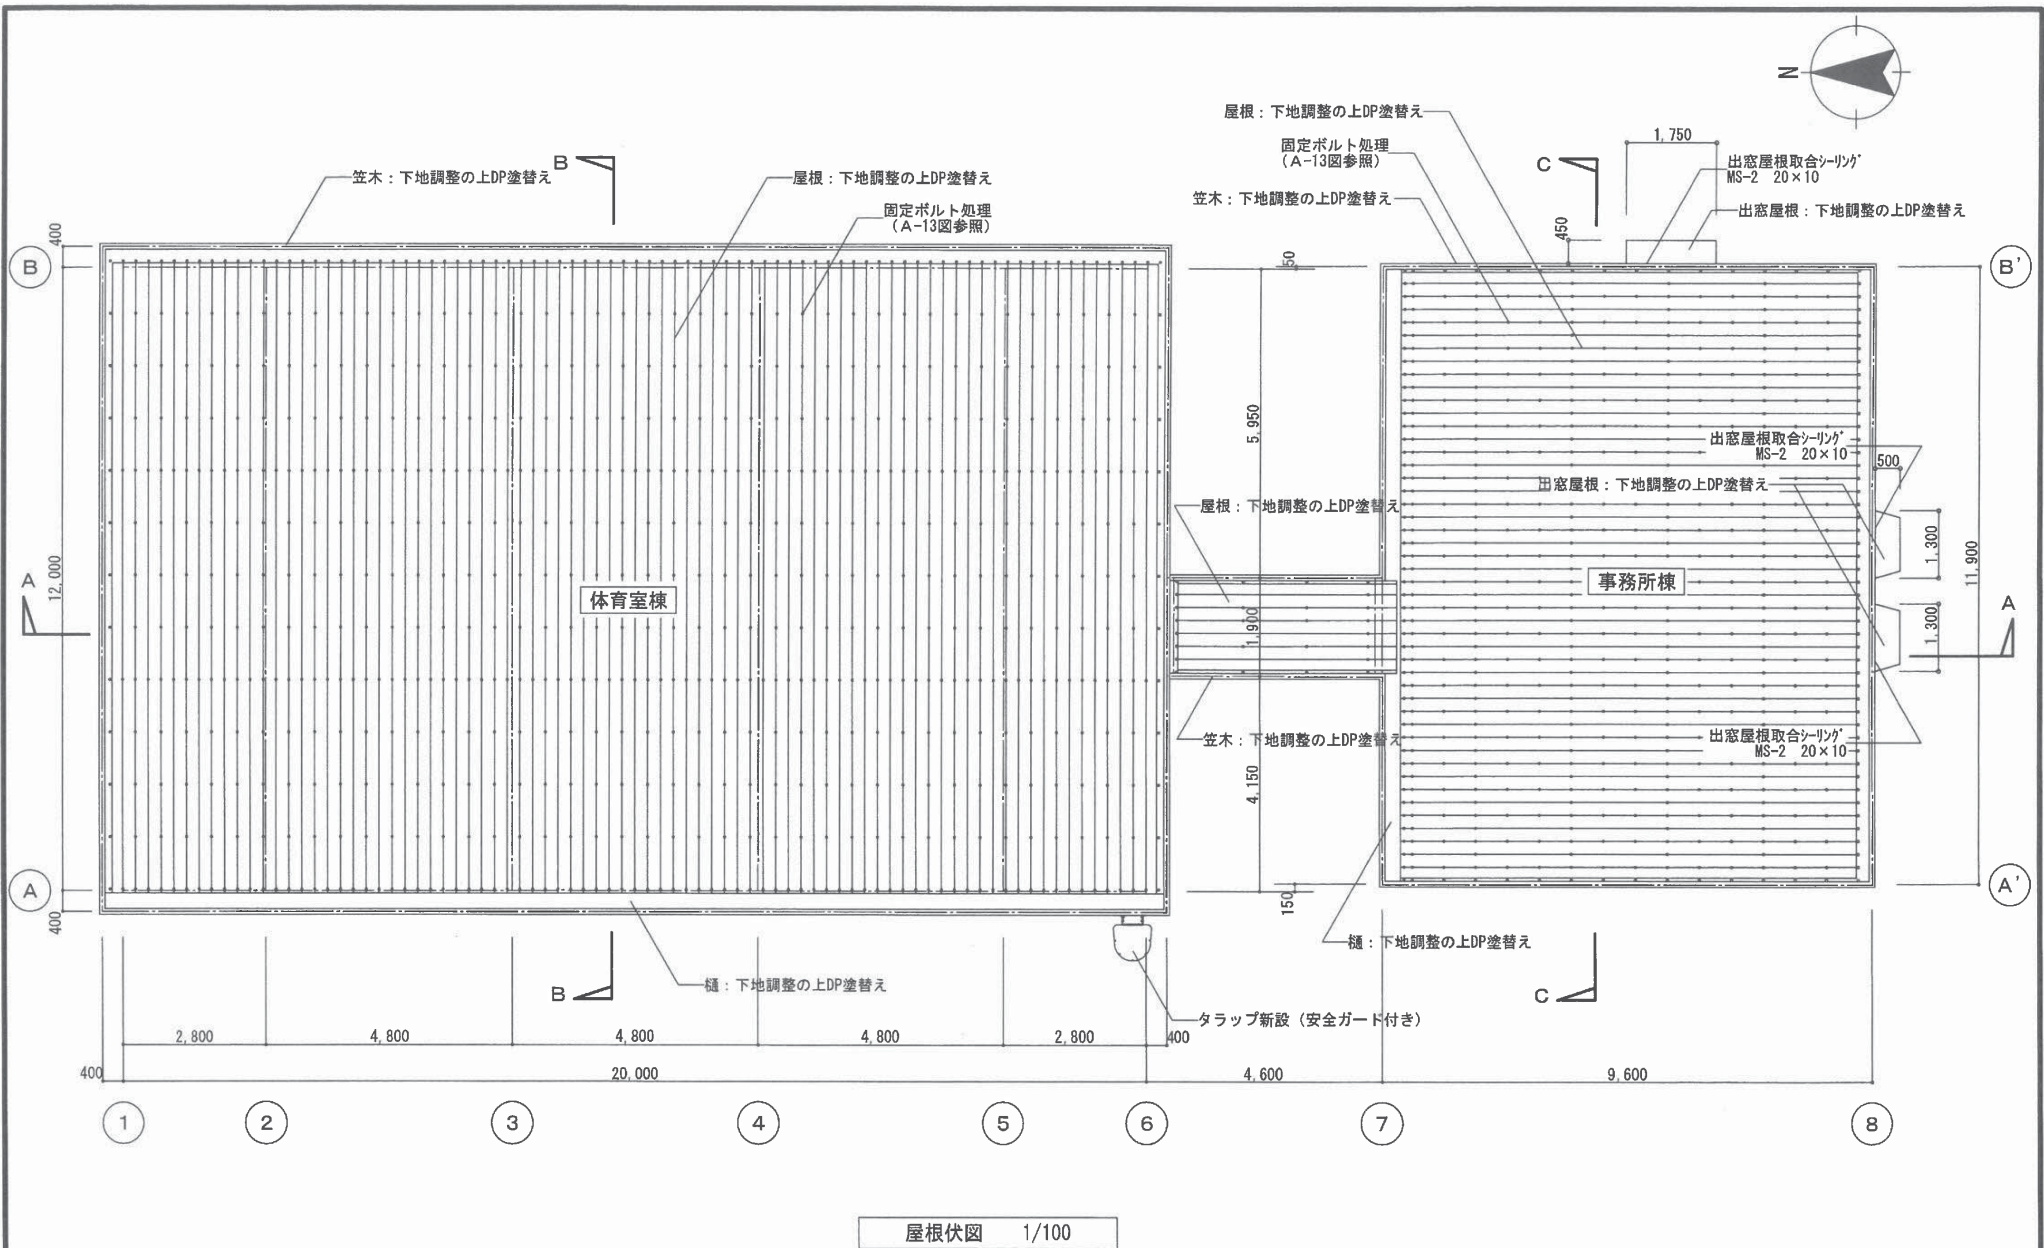 N
屋根：下地調整の上DP塗替え
固定ボルト処理
（A-13図参照）
笠木：下地調整の上DP塗替え
C
1,750
出窓屋根取合シーリング
MS-2 20×10
出窓屋根：下地調整の上DP塗替え
450
笠木：下地調整の上DP塗替え
B
屋根：下地調整の上DP塗替え
固定ボルト処理
（A-13図参照）
400
B
50
B'
5,950
出窓屋根取合シーリング
MS-2 20×10
500
出窓屋根：下地調整の上DP塗替え
屋根：下地調整の上DP塗替え
1,300
11,900
A
12,000
体育室棟
1,900
事務所棟
1,300
A
笠木：下地調整の上DP塗替え
出窓屋根取合シーリング
MS-2 20×10
4,150
A
400
150
A'
樋：下地調整の上DP塗替え
B
樋：下地調整の上DP塗替え
C
タラップ新設（安全ガード付き）
2,800
4,800
4,800
4,800
2,800
400
400
20,000
4,600
9,600
1
2
3
4
5
6
7
8
屋根伏図 1/100